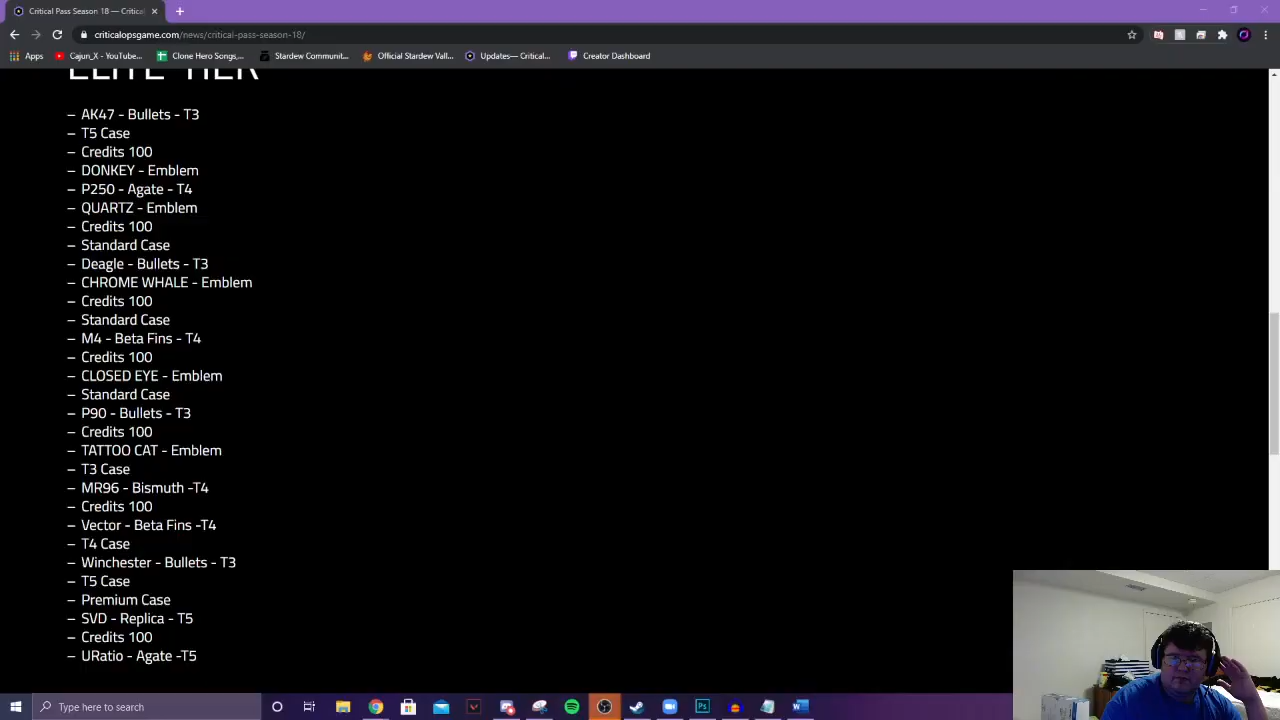 Critical Pass Season 18 — Critical
criticalopsgame.com/news/critical-pass-season-18/
Apps
Cajun_X - YouTube...
Clone Hero Songs,...
Stardew Communit...
Official Stardew Vall...
Updates— Critical...
Creator Dashboard
ELITE TIER
– AK47 - Bullets - T3
– T5 Case
– Credits 100
– DONKEY - Emblem
– P250 - Agate - T4
– QUARTZ - Emblem
– Credits 100
– Standard Case
– Deagle - Bullets - T3
– CHROME WHALE - Emblem
– Credits 100
– Standard Case
– M4 - Beta Fins - T4
– Credits 100
– CLOSED EYE - Emblem
– Standard Case
– P90 - Bullets - T3
– Credits 100
– TATTOO CAT - Emblem
– T3 Case
– MR96 - Bismuth -T4
– Credits 100
– Vector - Beta Fins -T4
– T4 Case
– Winchester - Bullets - T3
– T5 Case
– Premium Case
– SVD - Replica - T5
– Credits 100
– URatio - Agate -T5
Type here to search